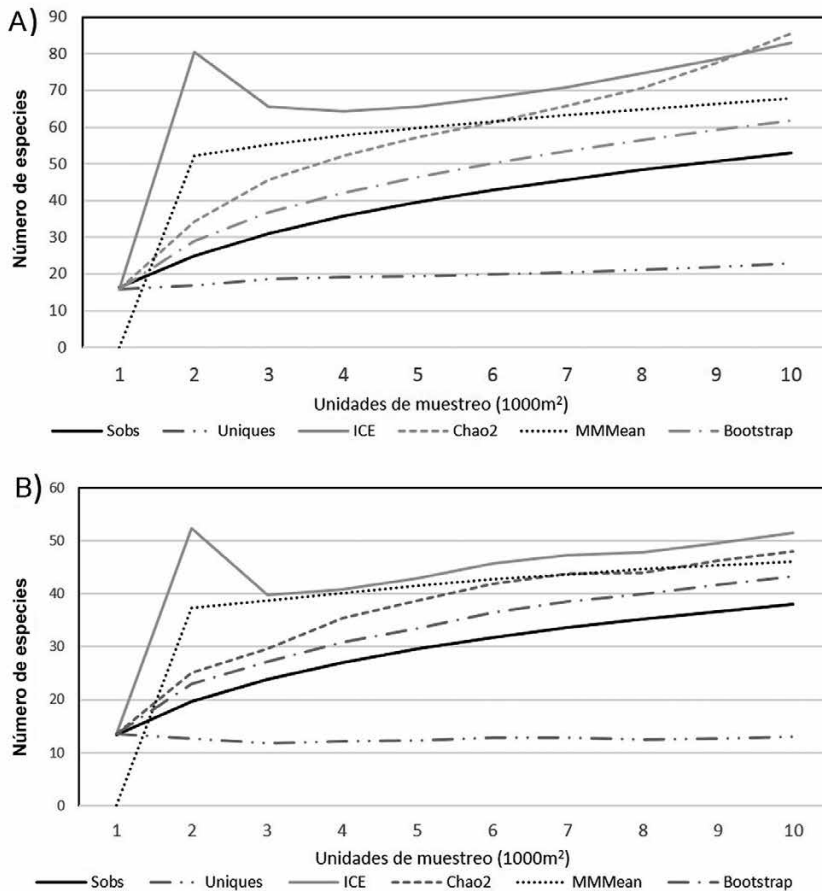 A)
Número de especies
90
80
70
60
50
40
30
20
10
0
1 2 3 4 5 6 7 8 9 10
Unidades de muestreo (1000m²)
Sobs Uniques ICE Chao2 MMMean Bootstrap
B)
Número de especies
60
50
40
30
20
10
0
1 2 3 4 5 6 7 8 9 10
Unidades de muestreo (1000m²)
Sobs Uniques ICE Chao2 MMMean Bootstrap